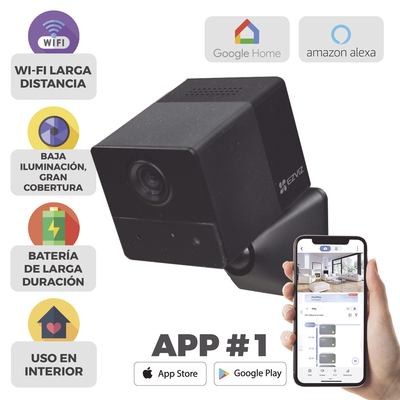 WiFi
WI-FI LARGA
DISTANCIA
BAJA
ILUMINACIÓN,
GRAN
COBERTURA
BATERÍA
DE LARGA
DURACIÓN
USO EN
INTERIOR
Google Home
amazon alexa
EZVIZ
APP #1
App Store
Google Play